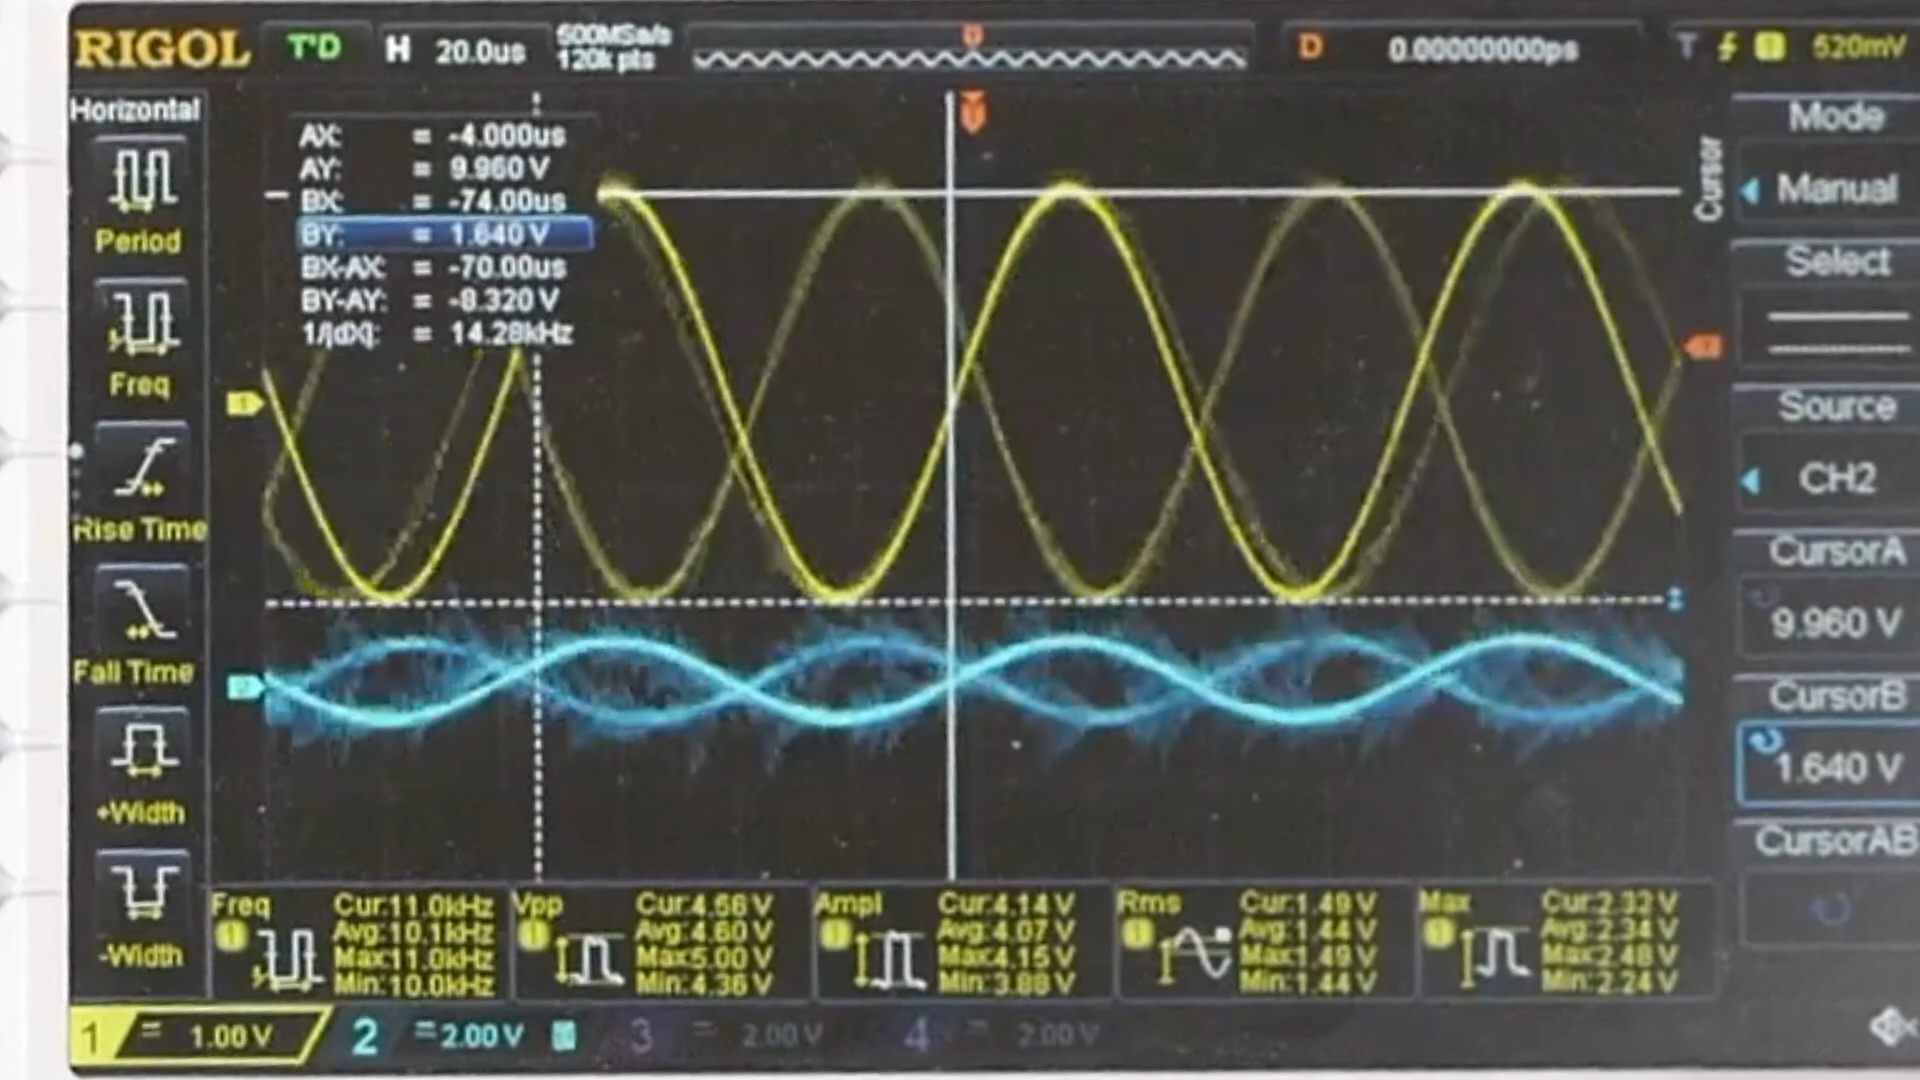 RIGOL T'D H 20.0us 500MSa/s 120k pts D 0.00000000ps T 1 520mV
Horizontal
Period
Freq
Rise Time
Fall Time
+Width
-Width
AX: = -4.000us
AY: = 9.960 V
BX: = -74.00us
BY: = 1.640 V
BX-AX: = -70.00us
BY-AY: = -8.320 V
1/|dX|: = 14.28kHz
Cursor
Mode
Manual
Select
Source
CH2
CursorA
9.960 V
CursorB
1.640 V
CursorAB
Freq
Cur:11.0kHz
Avg:10.1kHz
Max:11.0kHz
Min:10.0kHz
Vpp
Cur:4.56 V
Avg:4.60 V
Max:5.00 V
Min:4.36 V
Ampl
Cur:4.14 V
Avg:4.07 V
Max:4.15 V
Min:3.88 V
Rms
Cur:1.49 V
Avg:1.44 V
Max:1.49 V
Min:1.44 V
Max
Cur:2.32 V
Avg:2.34 V
Max:2.48 V
Min:2.24 V
1 = 1.00 V 2 =2.00 V 3 = 2.00 V 4 = 2.00 V